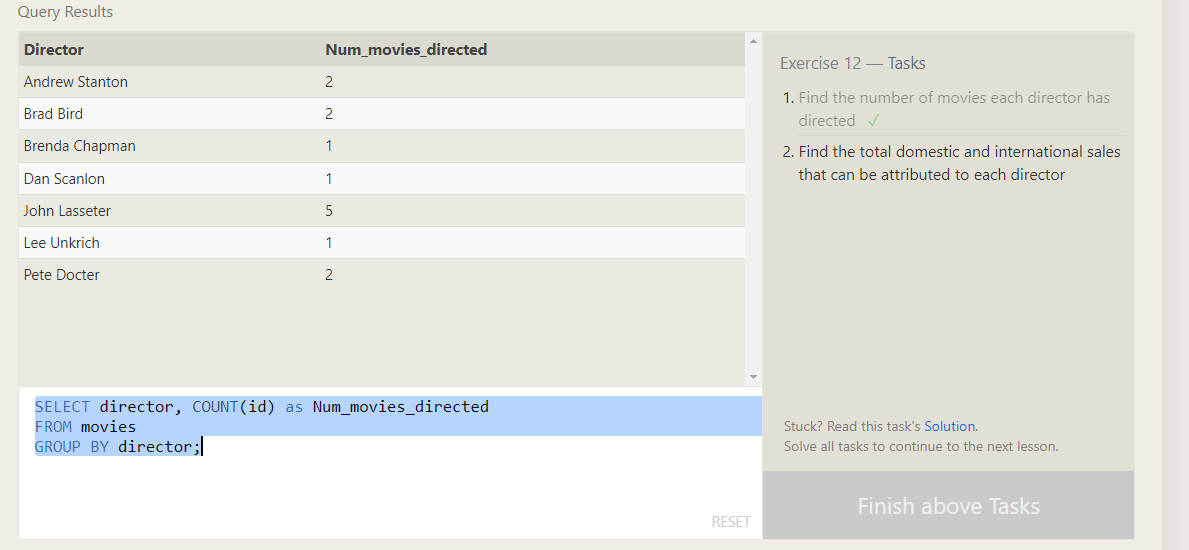 Query Results
Director Num_movies_directed
Andrew Stanton 2
Brad Bird 2
Brenda Chapman 1
Dan Scanlon 1
John Lasseter 5
Lee Unkrich 1
Pete Docter 2
SELECT director, COUNT(id) as Num_movies_directed
FROM movies
GROUP BY director;
RESET
Exercise 12 — Tasks
1. Find the number of movies each director has
directed ✓
2. Find the total domestic and international sales
that can be attributed to each director
Stuck? Read this task's Solution.
Solve all tasks to continue to the next lesson.
Finish above Tasks